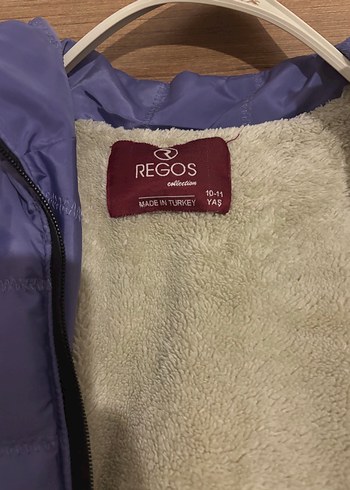 R
REGOS
collection
MADE IN TURKEY
10-11
YAŞ